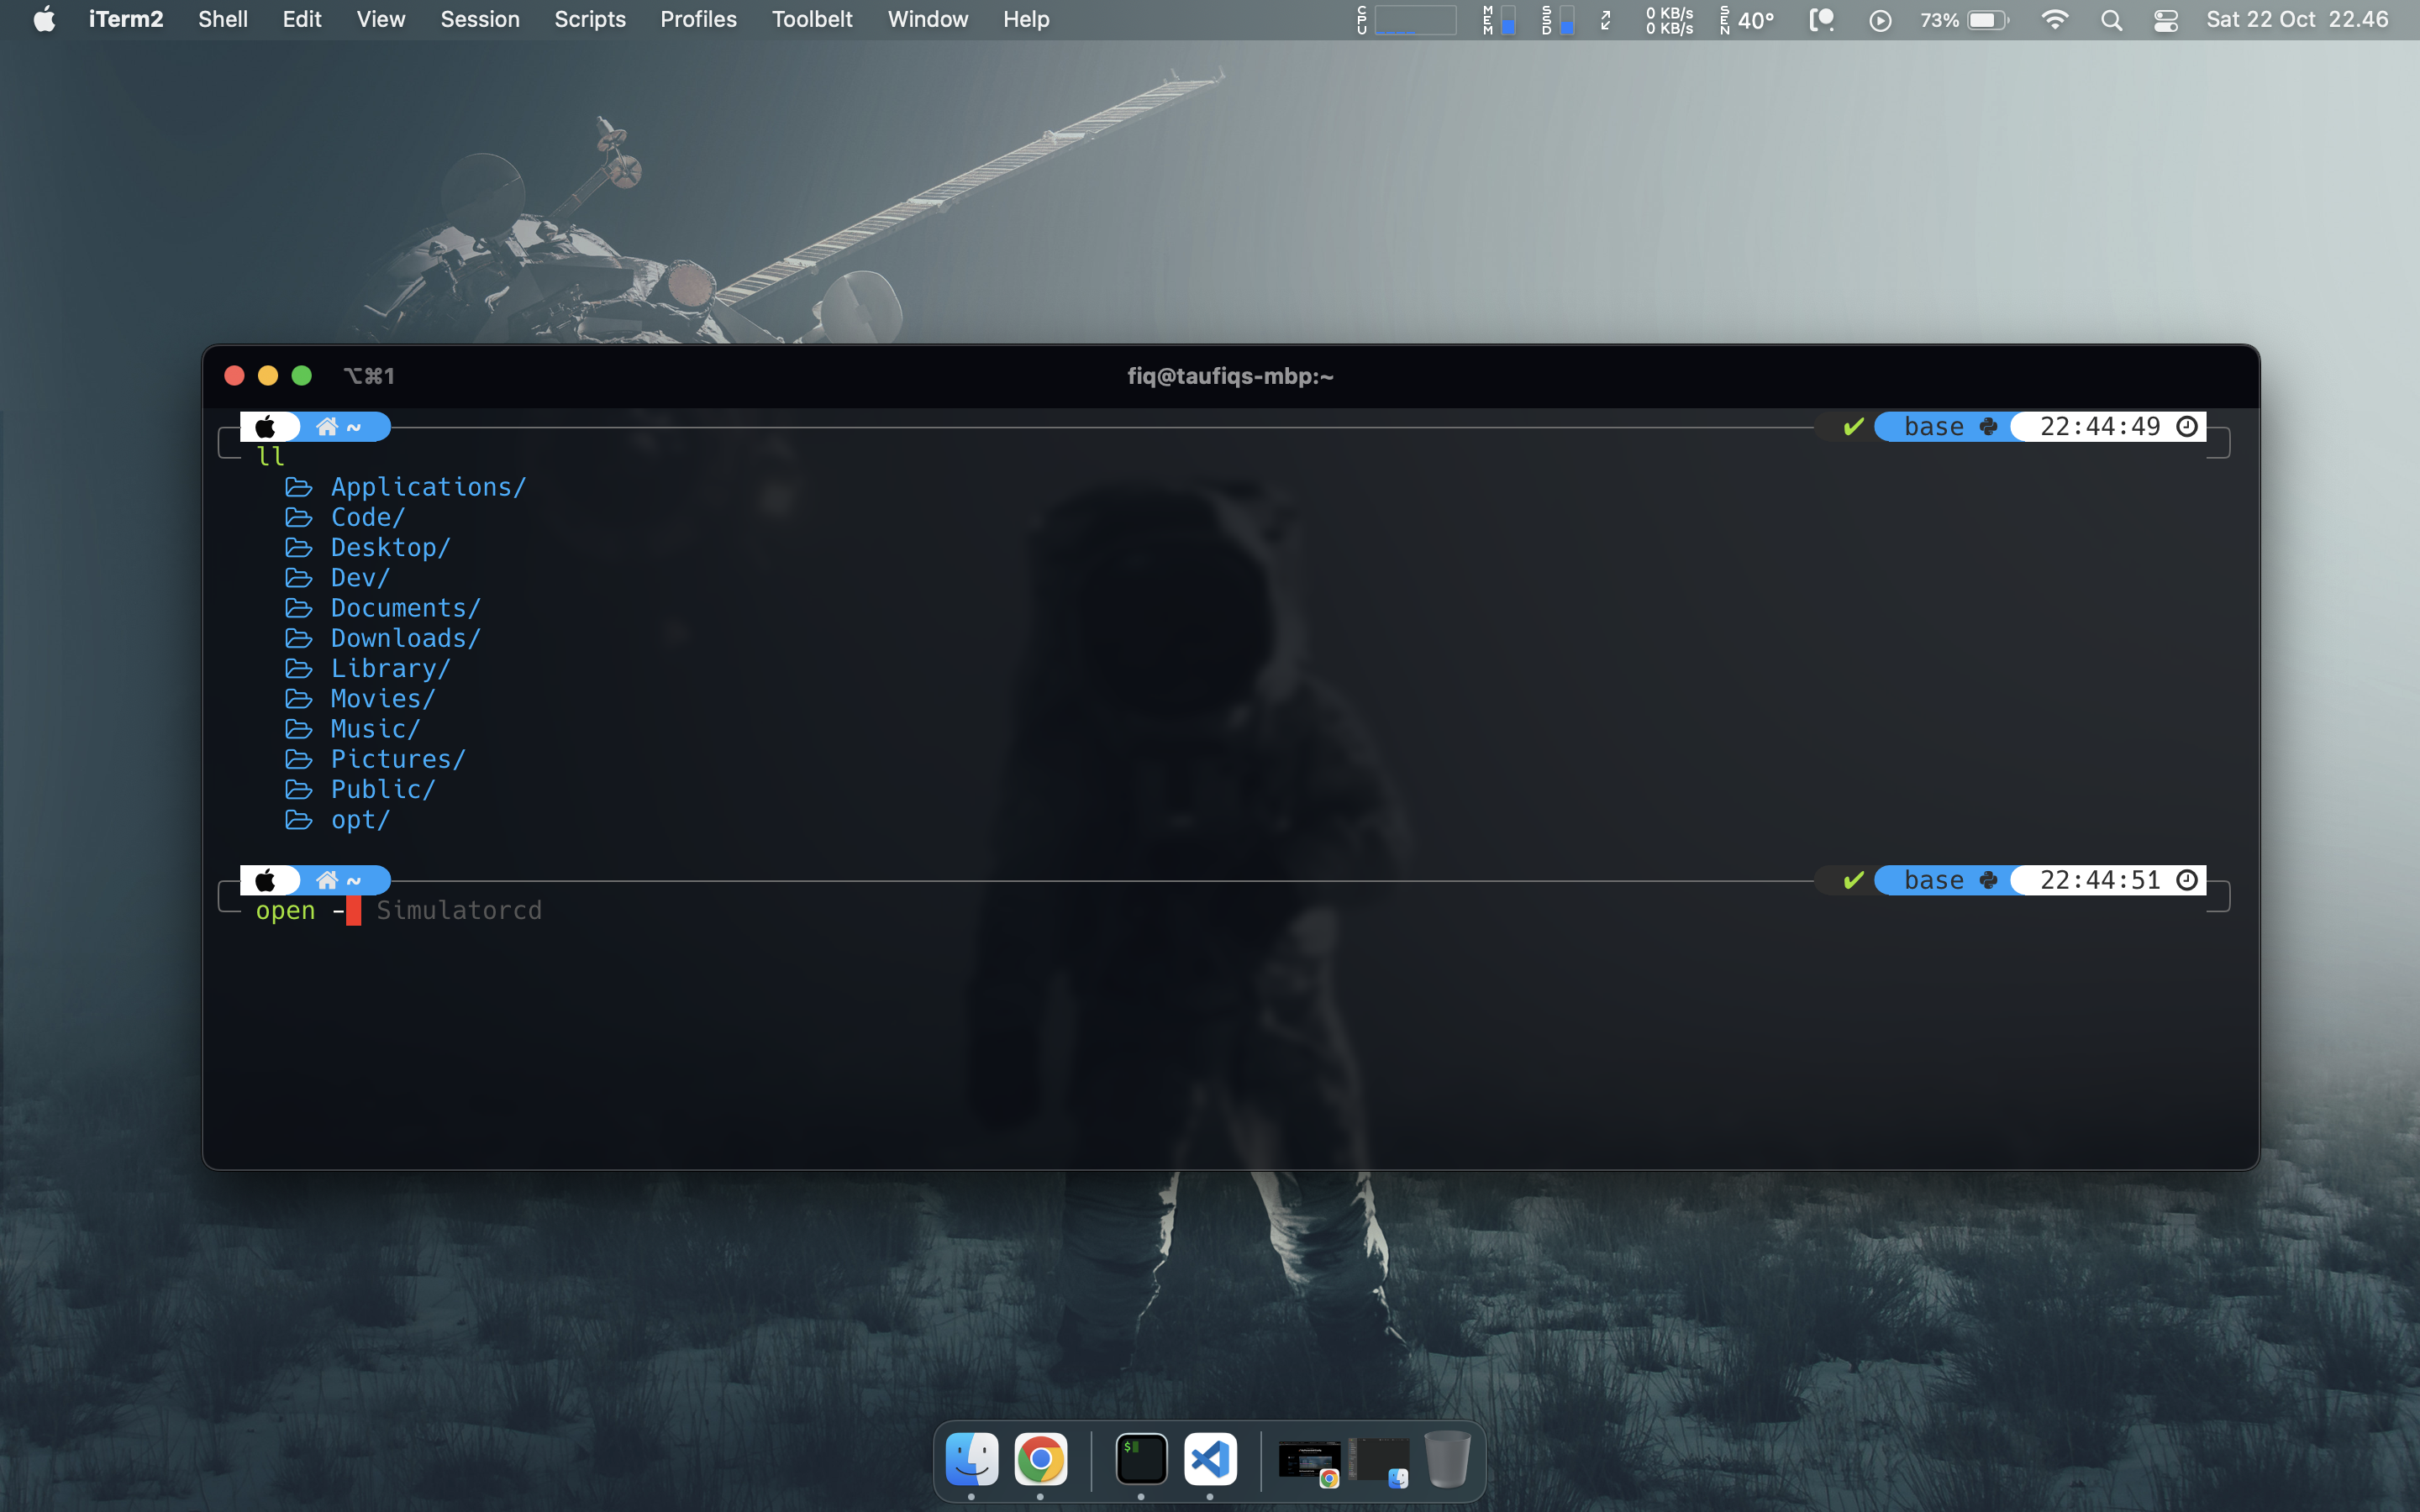 iTerm2 Shell Edit View Session Scripts Profiles Toolbelt Window Help CPU MEM SSD 0 KB/s 0 KB/s SEN 40° 73% Sat 22 Oct 22.46
⌥⌘1 fiq@taufiqs-mbp:~
~ ✔ base 22:44:49
ll
Applications/
Code/
Desktop/
Dev/
Documents/
Downloads/
Library/
Movies/
Music/
Pictures/
Public/
opt/
~ ✔ base 22:44:51
open - Simulatorcd
$